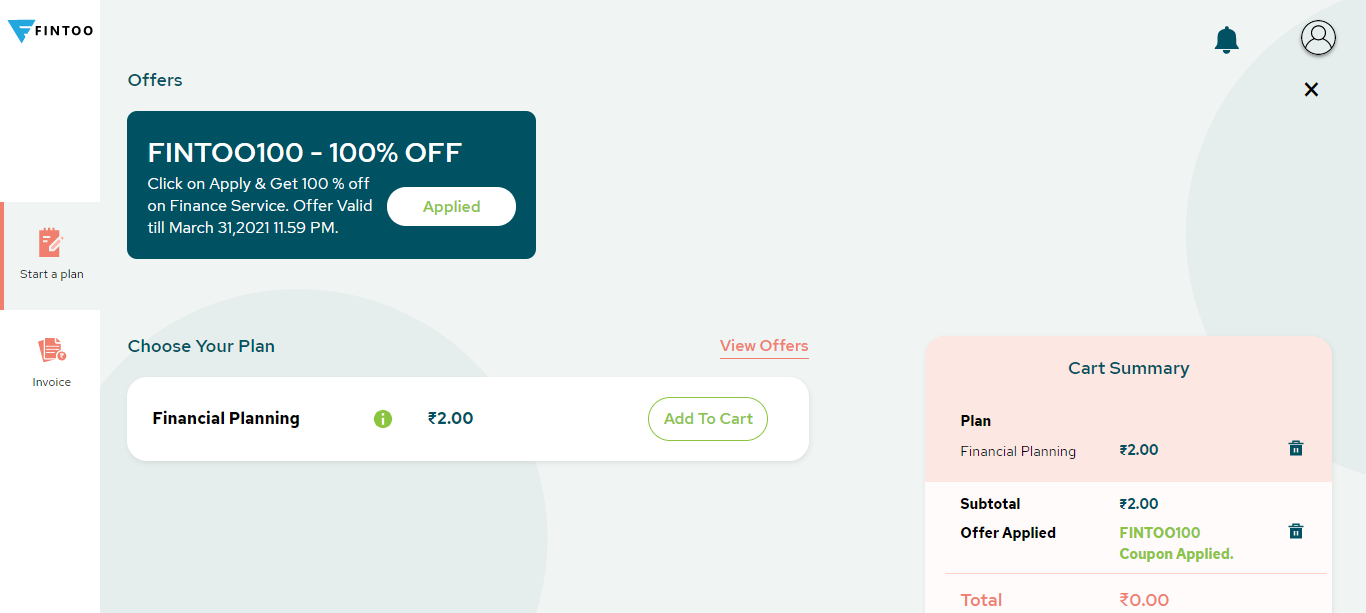 FINTOO
Offers
FINTOO100 - 100% OFF
Click on Apply & Get 100 % off
on Finance Service. Offer Valid
till March 31,2021 11.59 PM.
Applied
Start a plan
Invoice
Choose Your Plan
View Offers
Financial Planning
₹2.00
Add To Cart
Cart Summary
Plan
Financial Planning ₹2.00
Subtotal ₹2.00
Offer Applied FINTOO100
Coupon Applied.
Total ₹0.00